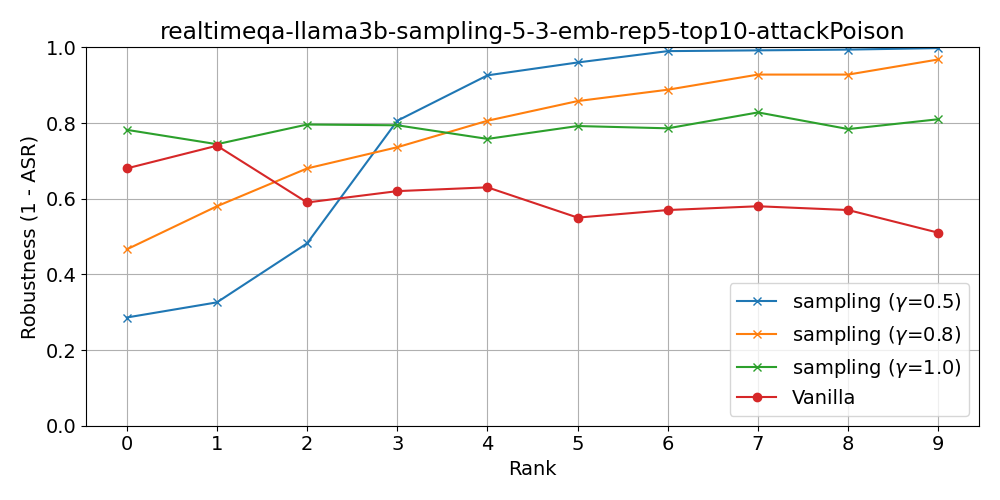 realtimeqa-llama3b-sampling-5-3-emb-rep5-top10-attackPoison
Robustness (1 - ASR)
1.0
0.8
0.6
0.4
0.2
0.0
0 1 2 3 4 5 6 7 8 9
Rank
sampling (γ=0.5)
sampling (γ=0.8)
sampling (γ=1.0)
Vanilla